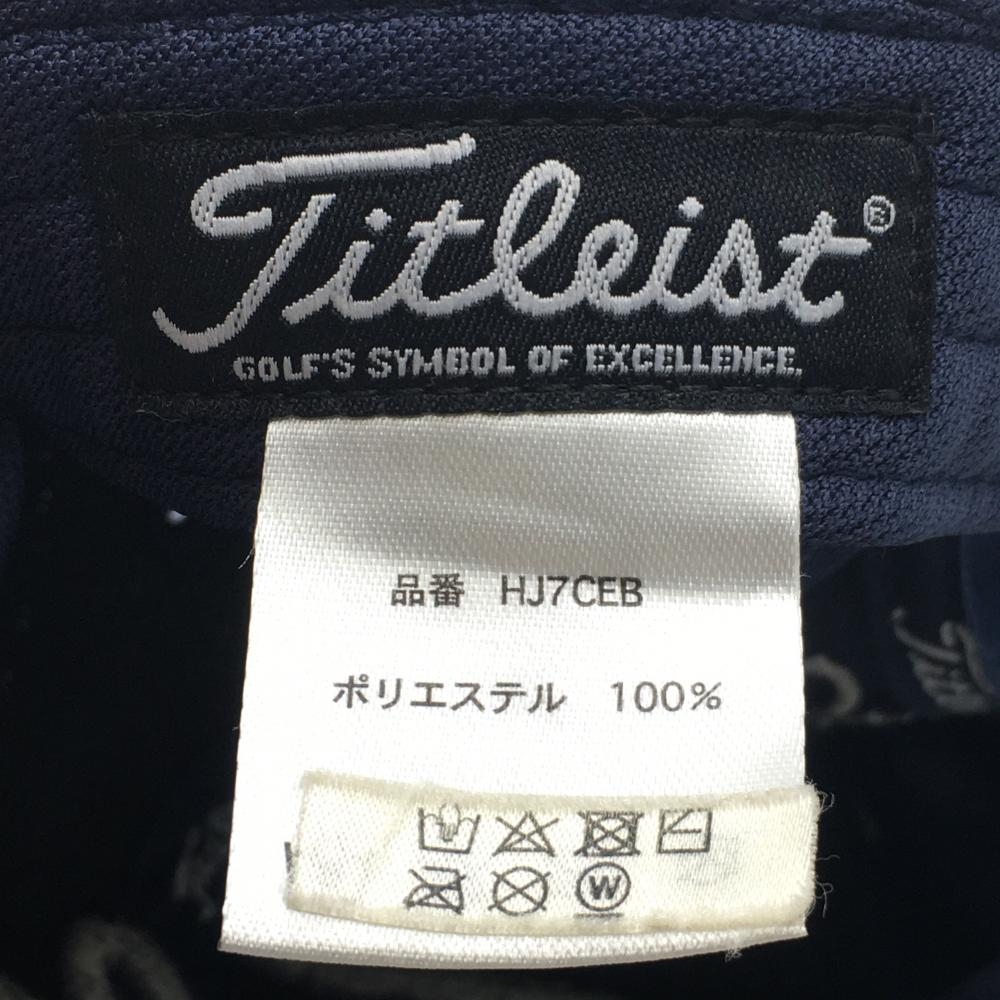 Titleist®
GOLF'S SYMBOL OF EXCELLENCE.
品番 HJ7CEB
ポリエステル 100%
W